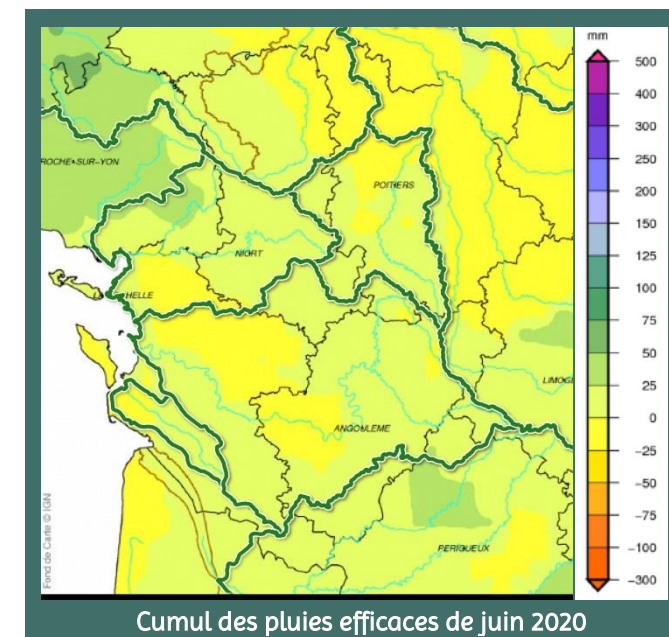 mm
500
400
300
250
200
150
125
100
75
50
25
0
-25
-50
-75
-100
-300
ROCHE-SUR-YON
POITIERS
NIORT
HELLE
LIMOGE
ANGOULEME
PERIGUEUX
Fond de Carte © IGN
Cumul des pluies efficaces de juin 2020